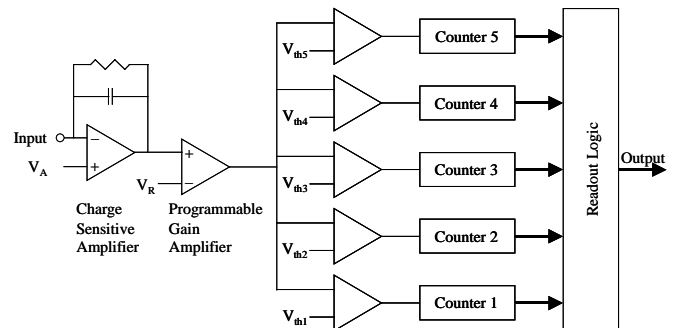 Vth5
Counter 5
Vth4
Counter 4
Input
−
+
VA
+
VR
−
Vth3
Counter 3
Readout Logic
Output
Charge
Sensitive
Amplifier
Programmable
Gain
Amplifier
Vth2
Counter 2
Vth1
Counter 1